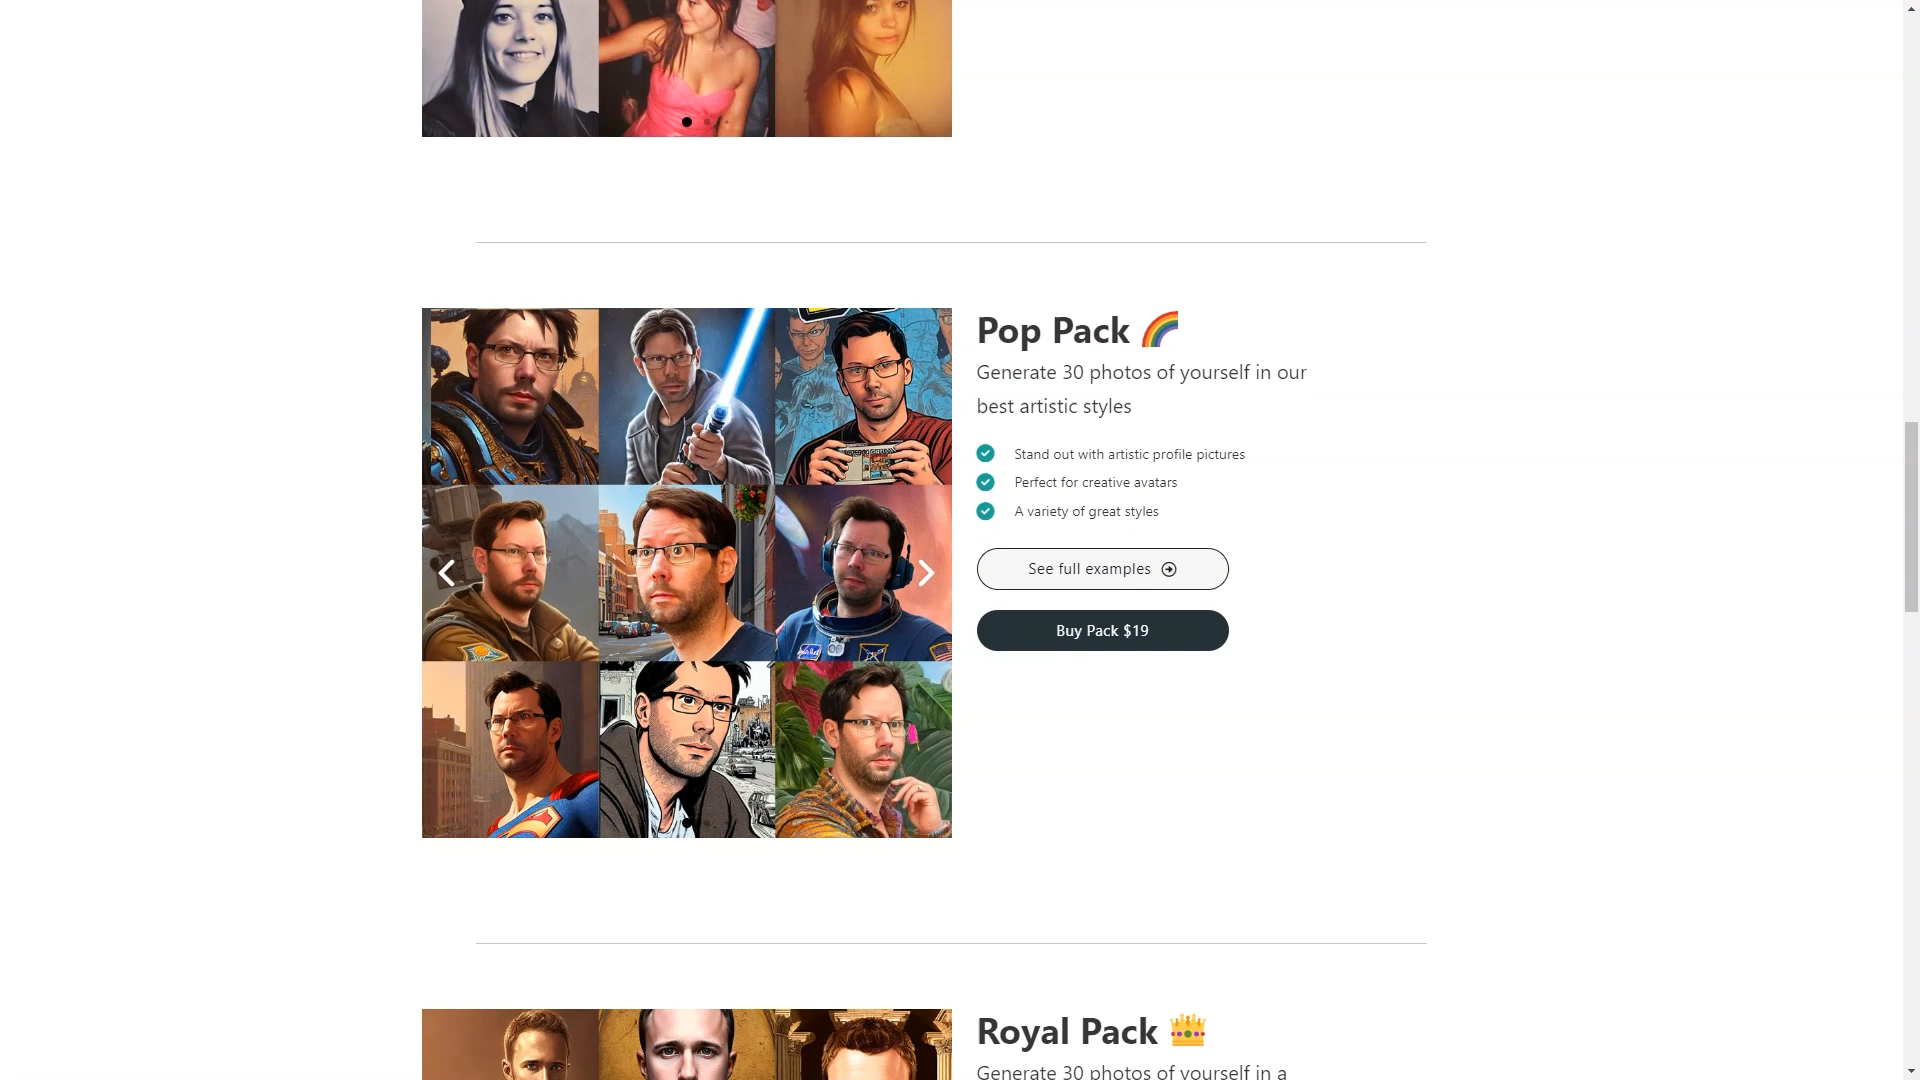 Pop Pack 🌈
Generate 30 photos of yourself in our
best artistic styles
Stand out with artistic profile pictures
Perfect for creative avatars
A variety of great styles
See full examples
Buy Pack $19
Royal Pack 👑
Generate 30 photos of yourself in a